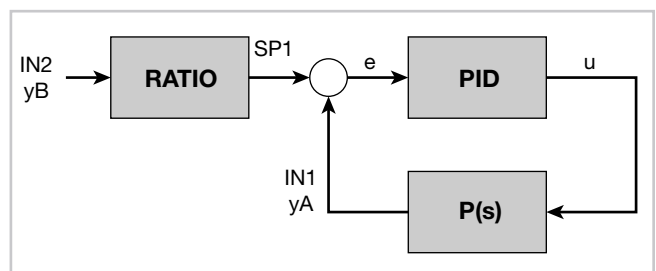 IN2
yB
RATIO
SP1
e
PID
u
IN1
yA
P(s)